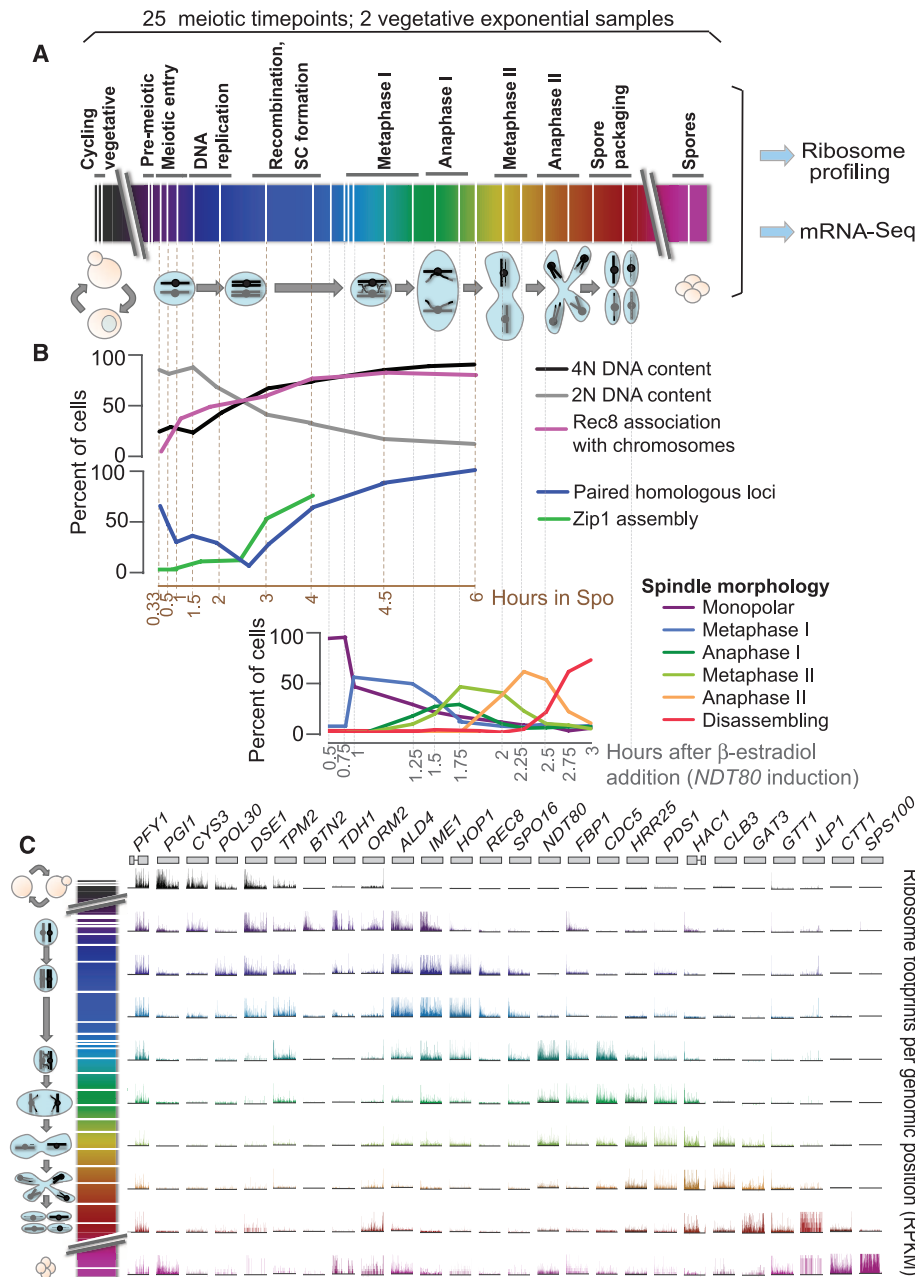 25 meiotic timepoints; 2 vegetative exponential samples
A
Cycling
vegetative
Pre-meiotic
Meiotic entry
DNA
replication
Recombination,
SC formation
Metaphase I
Anaphase I
Metaphase II
Anaphase II
Spore
packaging
Spores
Ribosome
profiling
mRNA-Seq
B
Percent of cells
100
50
0
100
50
0
4N DNA content
2N DNA content
Rec8 association
with chromosomes
Paired homologous loci
Zip1 assembly
0.33
0.5
1
1.5
2
3
4
4.5
6
Hours in Spo
Spindle morphology
Monopolar
Metaphase I
Anaphase I
Metaphase II
Anaphase II
Disassembling
Percent of cells
100
50
0
0.5
0.75
1
1.25
1.5
1.75
2
2.25
2.5
2.75
3
Hours after β-estradiol
addition (NDT80 induction)
C
PFY1
PGI1
CYS3
POL30
DSE1
TPM2
BTN2
TDH1
ORM2
ALD4
IME1
HOP1
REC8
SPO16
NDT80
FBP1
CDC5
HRR25
PDS1
HAC1
CLB3
GAT3
GTT1
JLP1
CTT1
SPS100
Ribosome footprints per genomic position (RPKM)